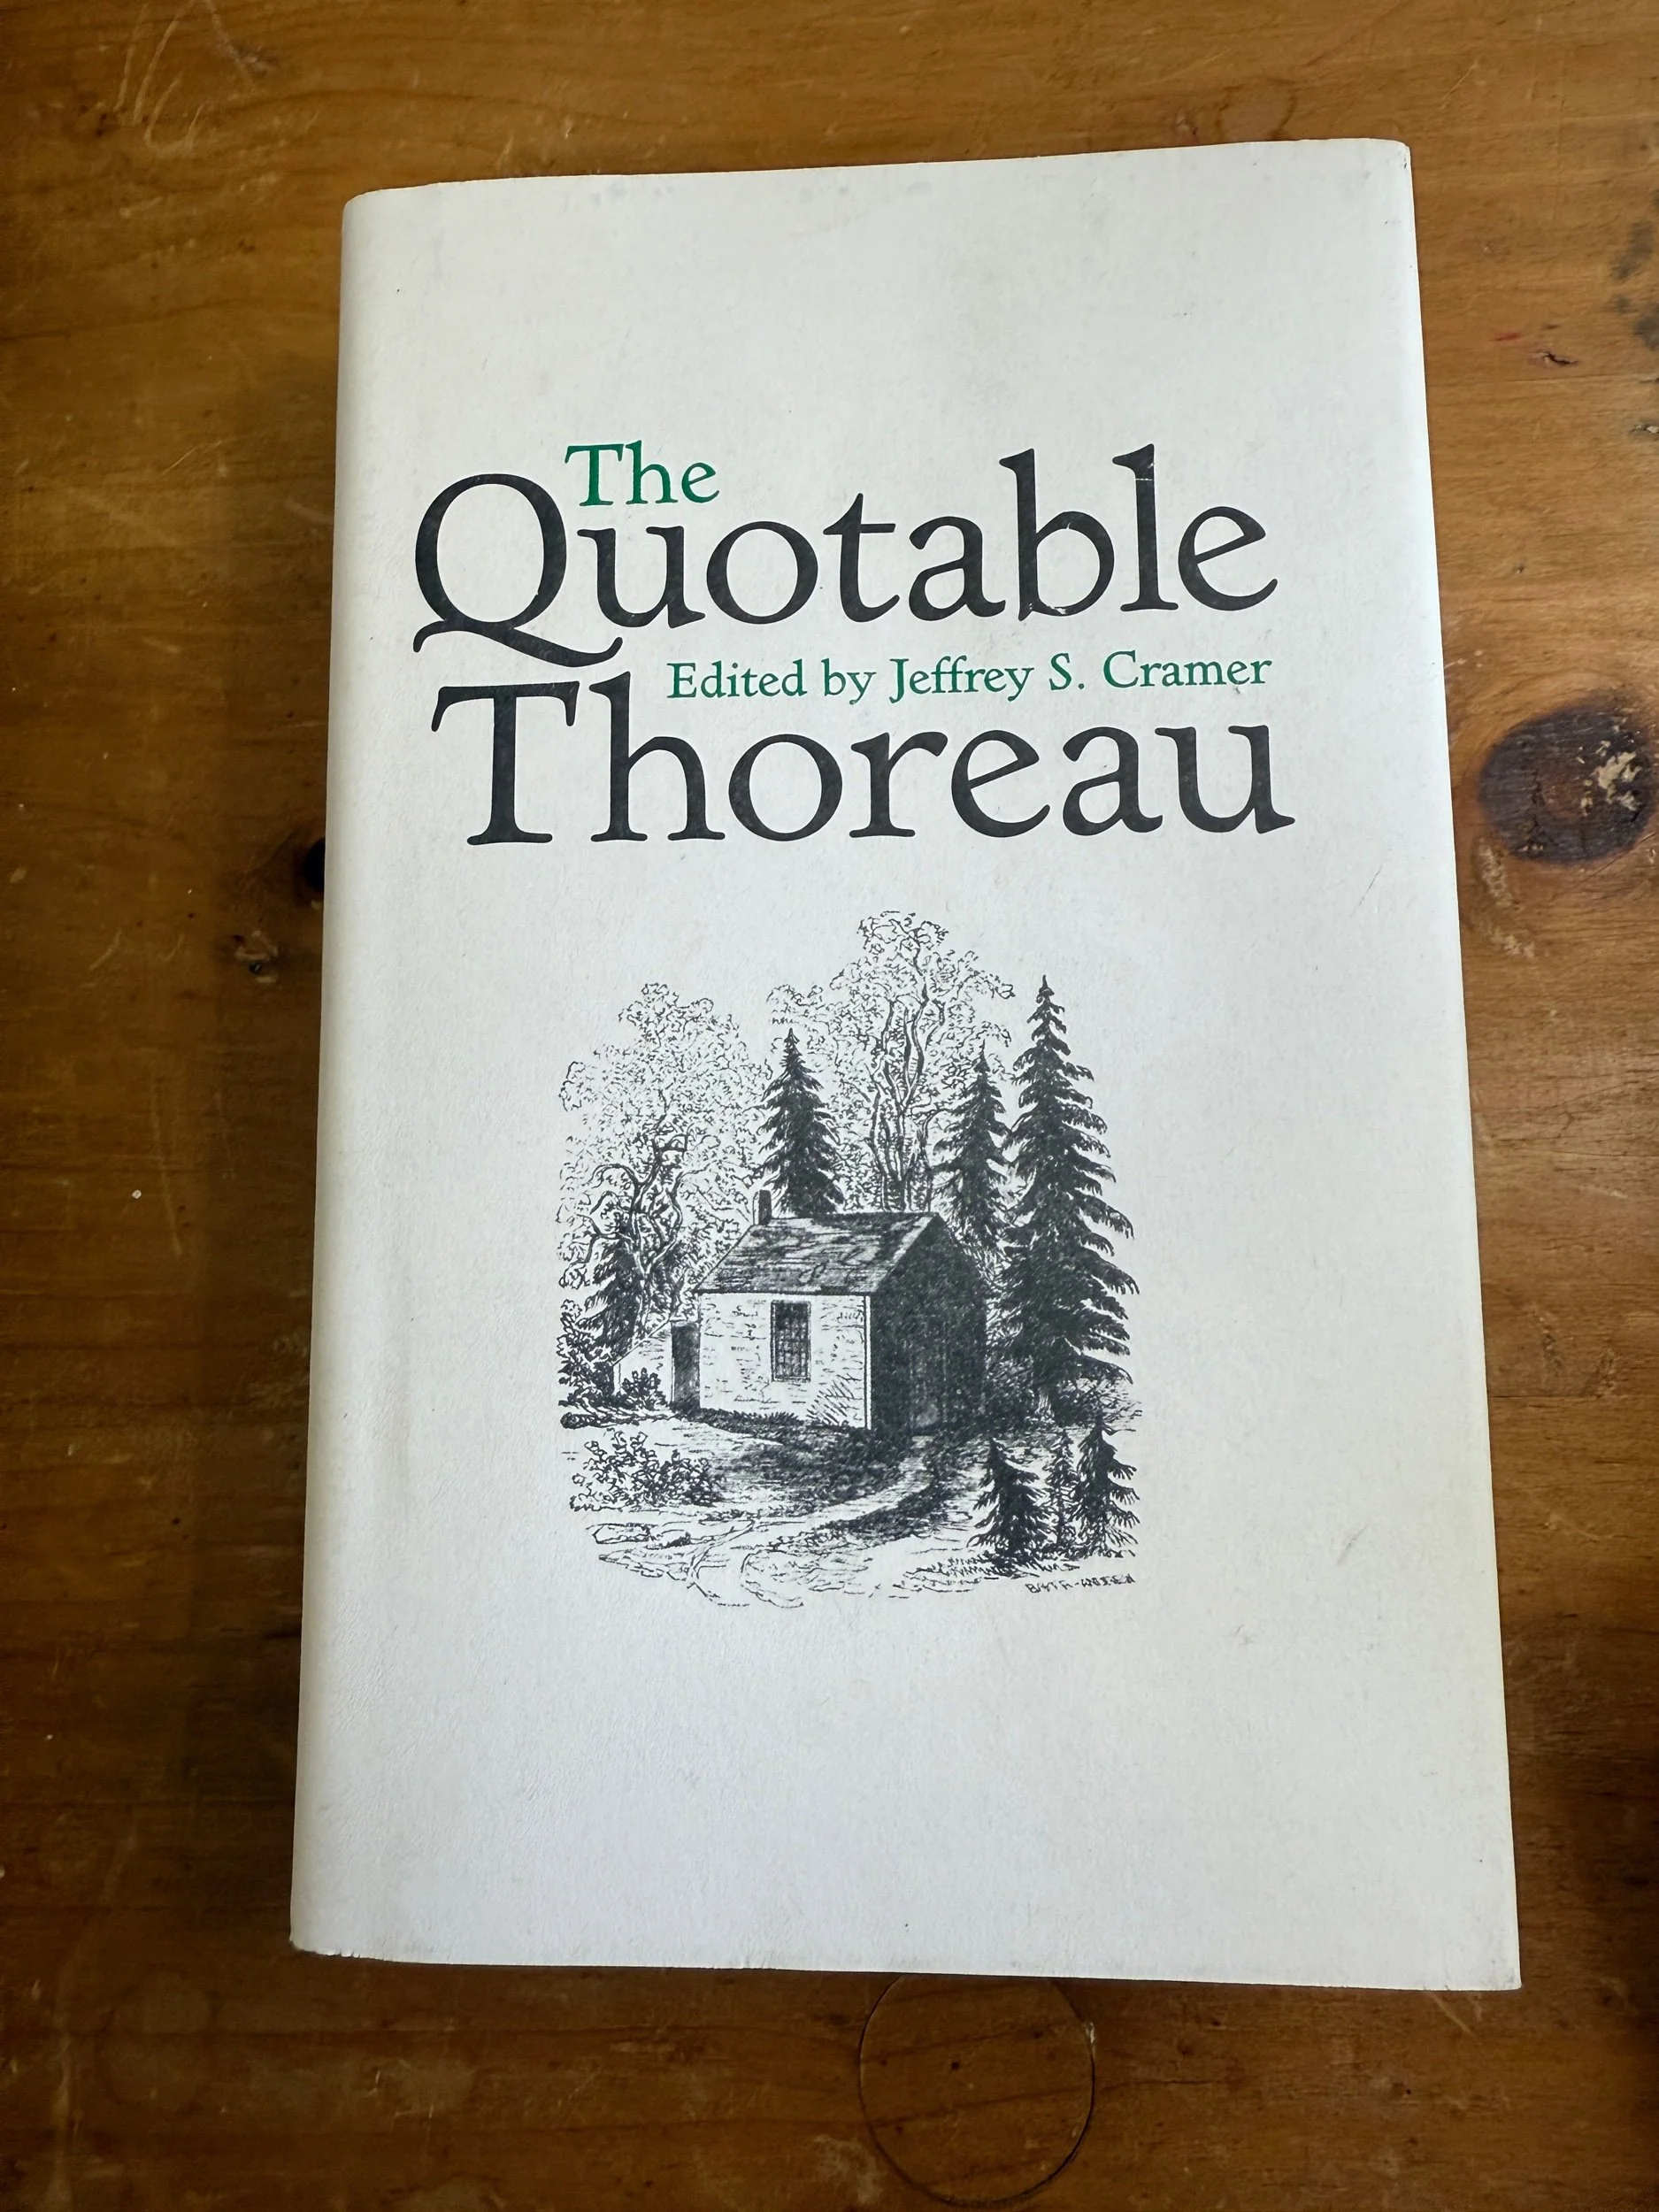 The
Quotable
Edited by Jeffrey S. Cramer
Thoreau